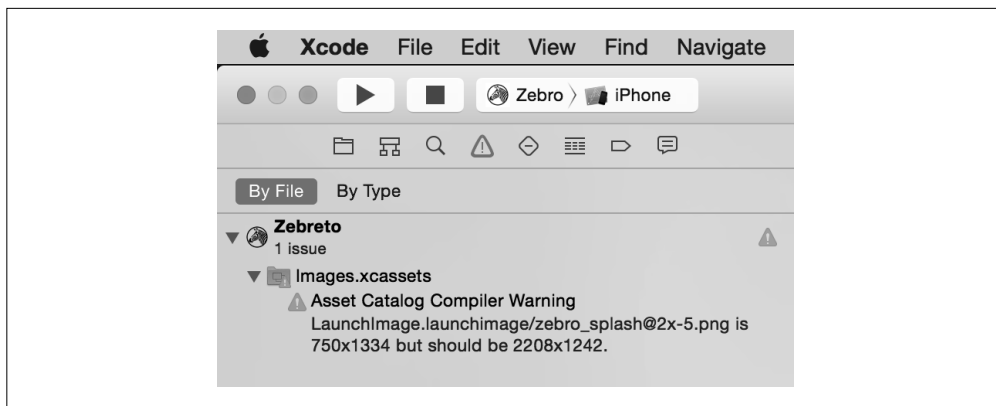 Xcode File Edit View Find Navigate
Zebro iPhone
By File By Type
Zebreto
1 issue
Images.xcassets
Asset Catalog Compiler Warning
LaunchImage.launchimage/zebro_splash@2x-5.png is
750x1334 but should be 2208x1242.